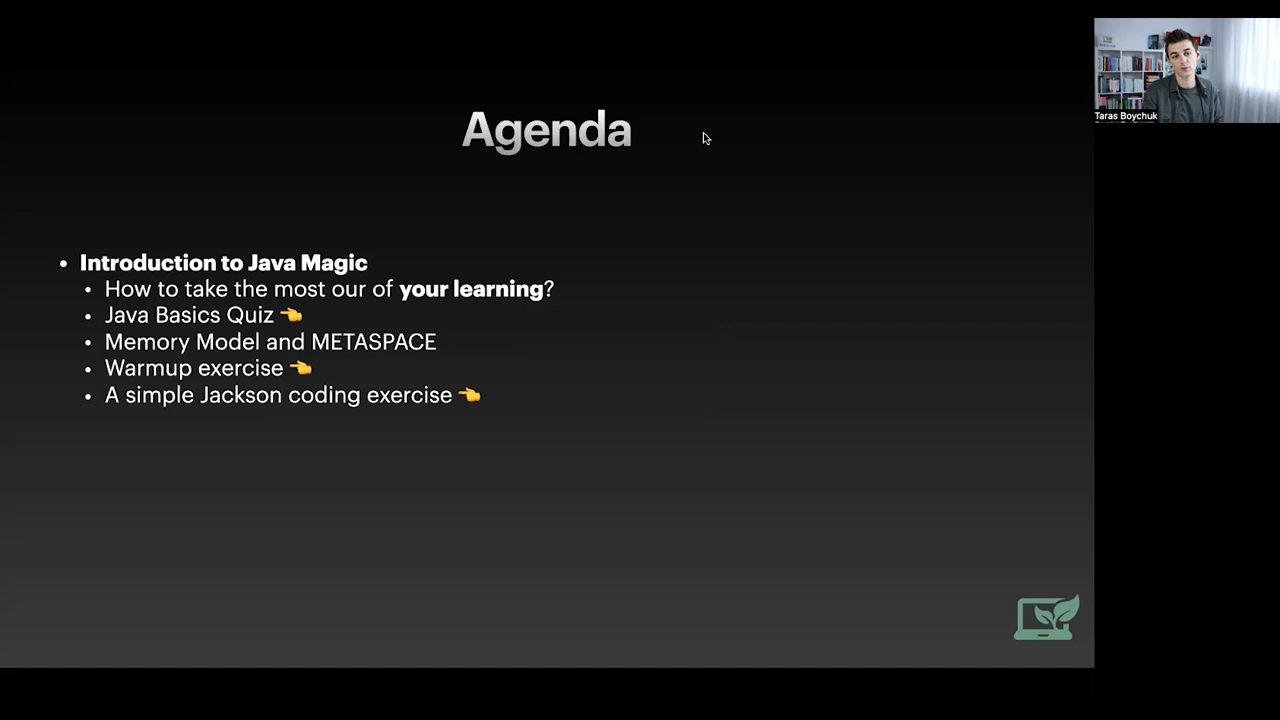 Agenda
Taras Boychuk
• Introduction to Java Magic
• How to take the most our of your learning?
• Java Basics Quiz 👈
• Memory Model and METASPACE
• Warmup exercise 👈
• A simple Jackson coding exercise 👈